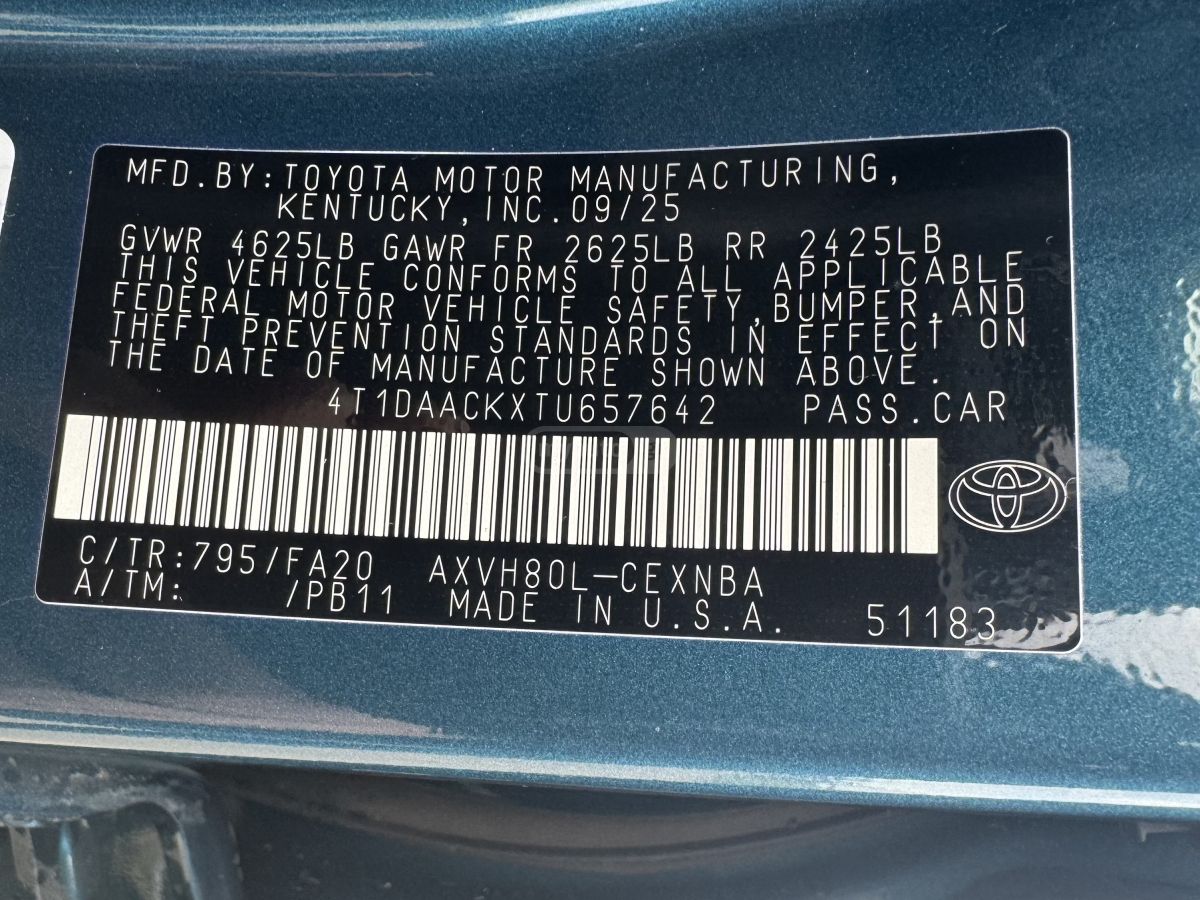 MFD.BY:TOYOTA MOTOR MANUFACTURING,
KENTUCKY,INC.09/25
GVWR 4625LB GAWR FR 2625LB RR 2425LB
THIS VEHICLE CONFORMS TO ALL APPLICABLE
FEDERAL MOTOR VEHICLE SAFETY,BUMPER,AND
THEFT PREVENTION STANDARDS IN EFFECT ON
THE DATE OF MANUFACTURE SHOWN ABOVE.
4T1DAACKXTU657642 PASS.CAR
C/TR:795/FA20 AXVH80L-CEXNBA
A/TM: /PB11 MADE IN U.S.A. 51183